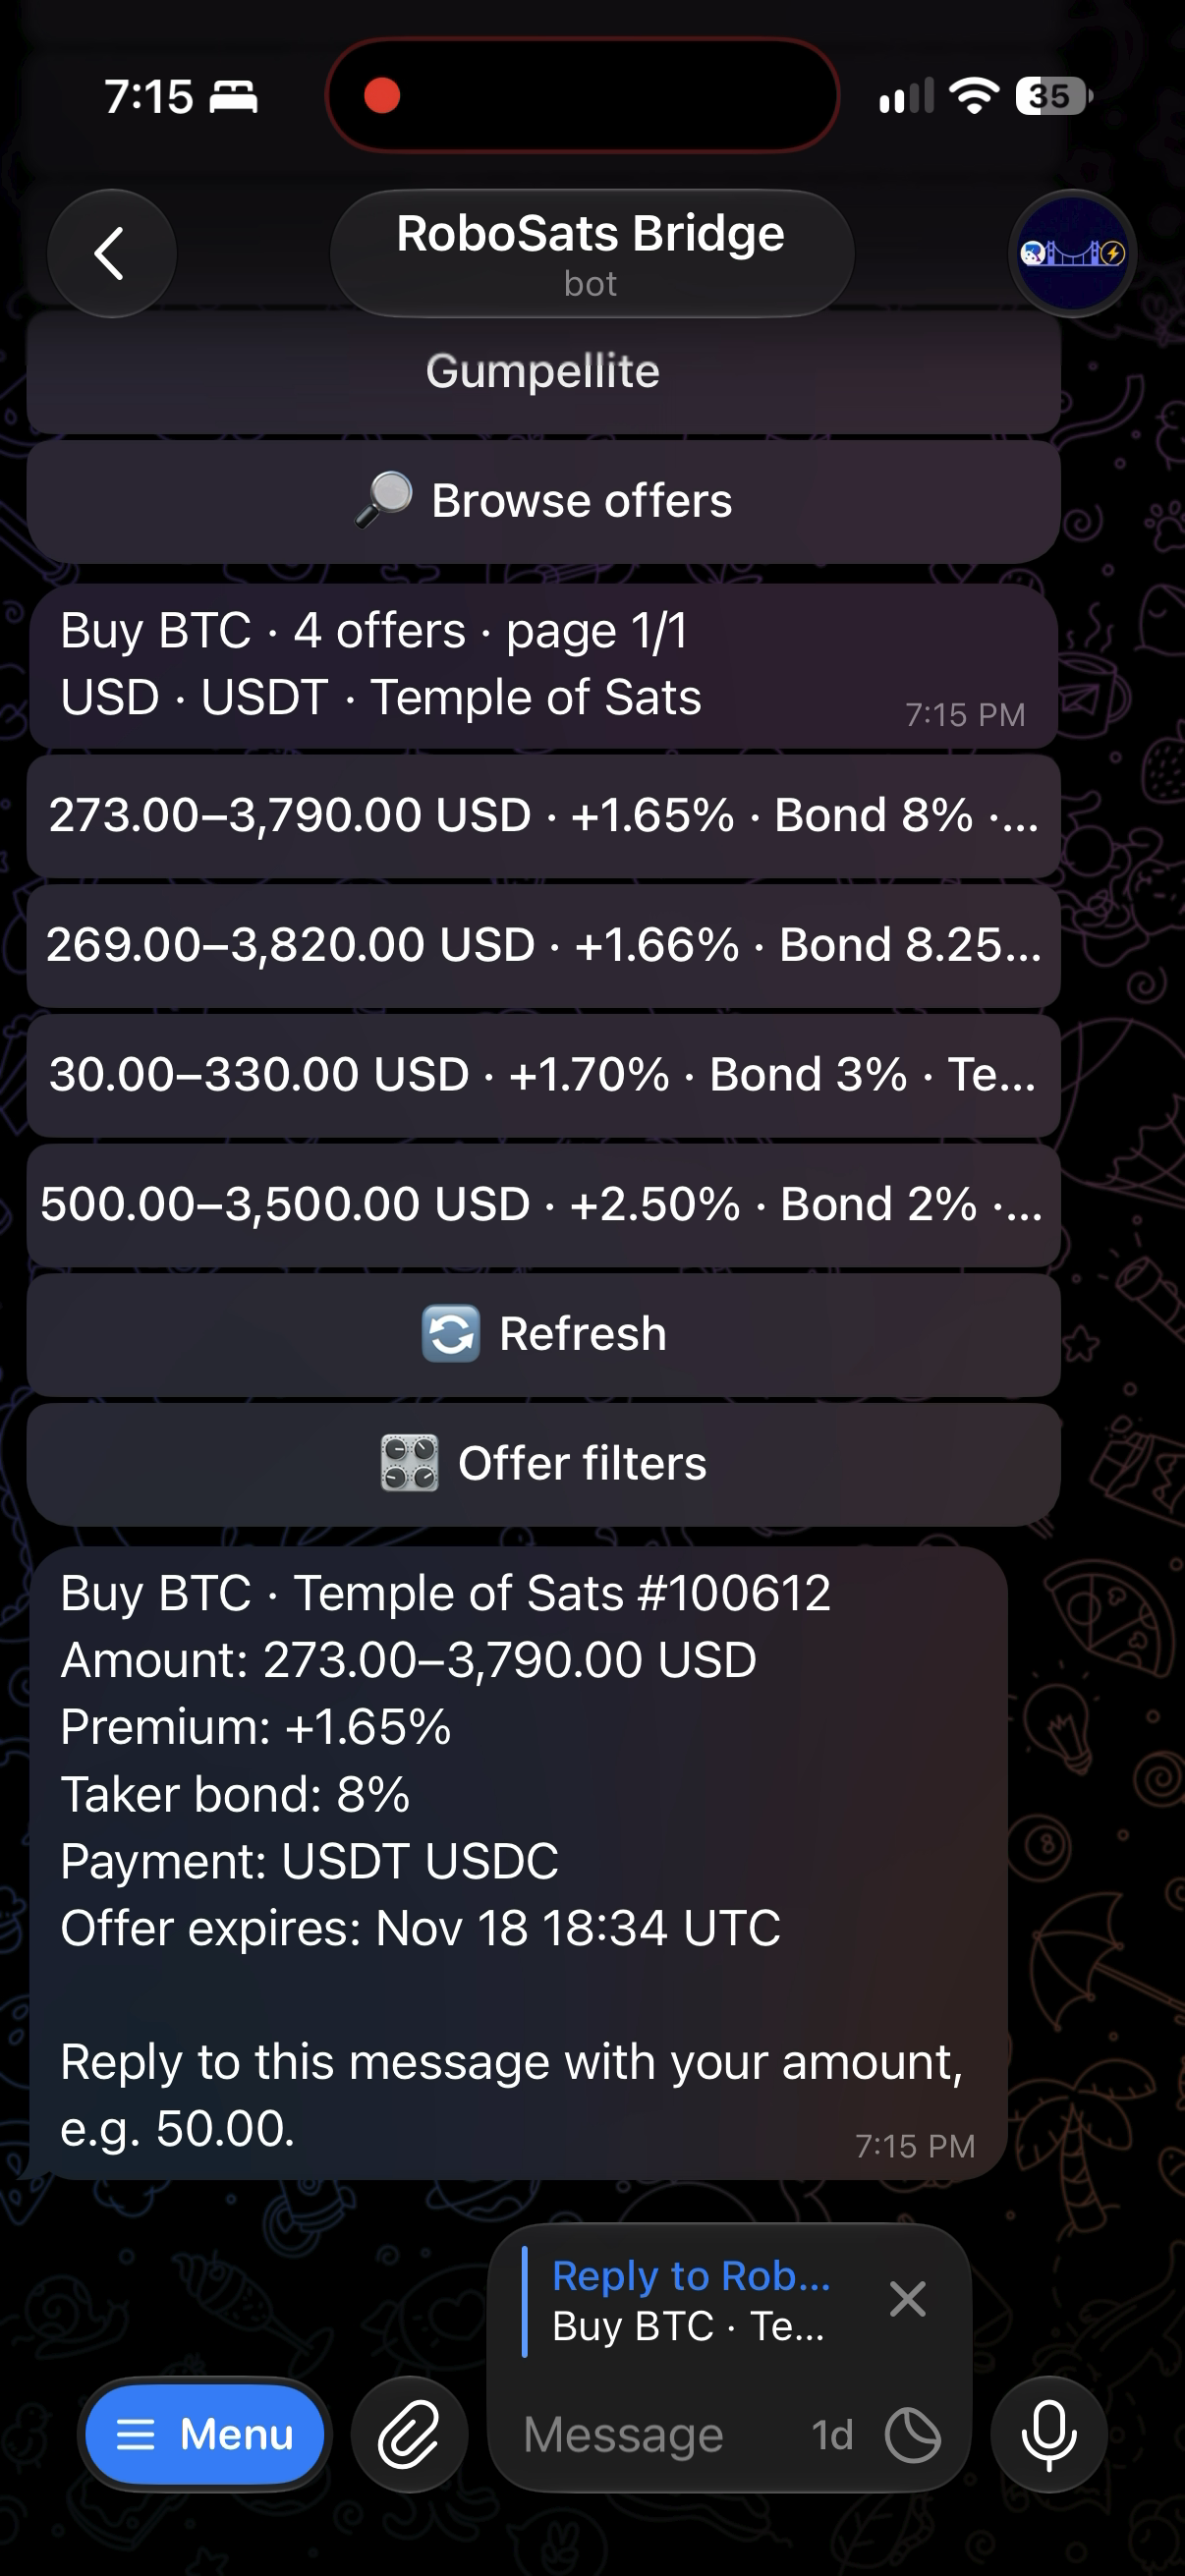 7:15
35
RoboSats Bridge
bot
Gumpellite
🔎 Browse offers
Buy BTC · 4 offers · page 1/1
USD · USDT · Temple of Sats
7:15 PM
273.00–3,790.00 USD · +1.65% · Bond 8% ·...
269.00–3,820.00 USD · +1.66% · Bond 8.25...
30.00–330.00 USD · +1.70% · Bond 3% · Te...
500.00–3,500.00 USD · +2.50% · Bond 2% ·...
🔄 Refresh
🎛 Offer filters
Buy BTC · Temple of Sats #100612
Amount: 273.00–3,790.00 USD
Premium: +1.65%
Taker bond: 8%
Payment: USDT USDC
Offer expires: Nov 18 18:34 UTC
Reply to this message with your amount,
e.g. 50.00.
7:15 PM
Reply to Rob...
Buy BTC · Te...
Menu
Message
1d